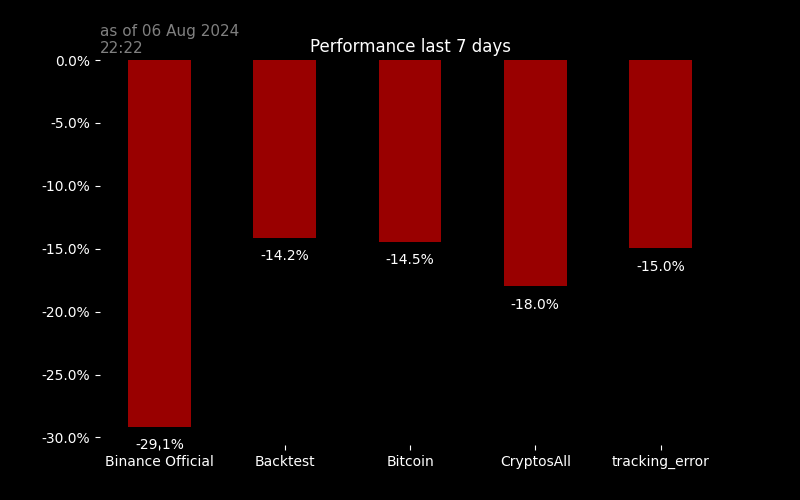 as of 06 Aug 2024
22:22
Performance last 7 days
0.0%
-5.0%
-10.0%
-15.0%
-20.0%
-25.0%
-30.0%
-29.1%
-14.2%
-14.5%
-18.0%
-15.0%
Binance Official
Backtest
Bitcoin
CryptosAll
tracking_error